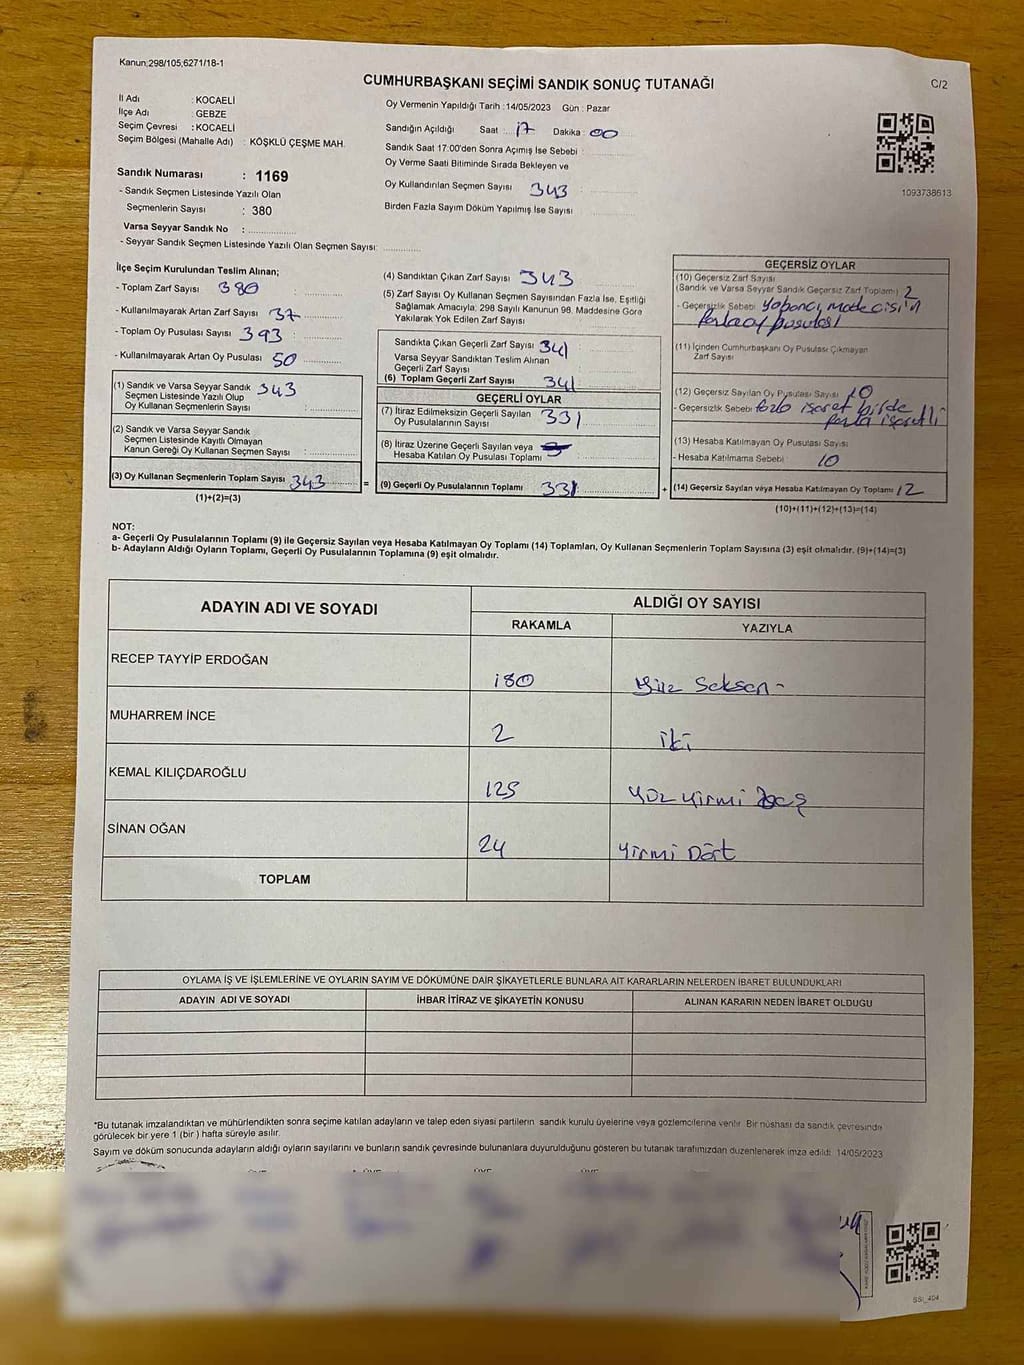 Kanun;298/105;6271/18-1
CUMHURBAŞKANI SEÇİMİ SANDIK SONUÇ TUTANAĞI
C/2
İl Adı : KOCAELİ
İlçe Adı : GEBZE
Seçim Çevresi : KOCAELİ
Seçim Bölgesi (Mahalle Adı) : KÖŞKLÜ ÇEŞME MAH.
Sandık Numarası : 1169
- Sandık Seçmen Listesinde Yazılı Olan
Seçmenlerin Sayısı : 380
Varsa Seyyar Sandık No :
- Seyyar Sandık Seçmen Listesinde Yazılı Olan Seçmen Sayısı:
Oy Vermenin Yapıldığı Tarih : 14/05/2023 Gün : Pazar
Sandığın Açıldığı Saat : 17 Dakika : 00
Sandık Saat 17:00'den Sonra Açımış İse Sebebi :
Oy Verme Saati Bitiminde Sırada Bekleyen ve
Oy Kullandırılan Seçmen Sayısı 343
Birden Fazla Sayım Döküm Yapılmış İse Sayısı
1093738613
İlçe Seçim Kurulundan Teslim Alınan;
- Toplam Zarf Sayısı 380
- Kullanılmayarak Artan Zarf Sayısı 37
- Toplam Oy Pusulası Sayısı 393
- Kullanılmayarak Artan Oy Pusulası 50
(1) Sandık ve Varsa Seyyar Sandık 343
Seçmen Listesinde Yazılı Olup
Oy Kullanan Seçmenlerin Sayısı
(2) Sandık ve Varsa Seyyar Sandık
Seçmen Listesinde Kayıtlı Olmayan
Kanun Gereği Oy Kullanan Seçmen Sayısı :
(3) Oy Kullanan Seçmenlerin Toplam Sayısı 343
(1)+(2)=(3)
=
(4) Sandıktan Çıkan Zarf Sayısı 343
(5) Zarf Sayısı Oy Kullanan Seçmen Sayısından Fazla İse, Eşitliği
Sağlamak Amacıyla; 298 Sayılı Kanunun 98. Maddesine Göre
Yakılarak Yok Edilen Zarf Sayısı
Sandıkta Çıkan Geçerli Zarf Sayısı 341
Varsa Seyyar Sandıktan Teslim Alınan
Geçerli Zarf Sayısı
(6) Toplam Geçerli Zarf Sayısı 341
GEÇERLİ OYLAR
(7) İtiraz Edilmeksizin Geçerli Sayılan 331
Oy Pusulalarının Sayısı
(8) İtiraz Üzerine Geçerli Sayılan veya
Hesaba Katılan Oy Pusulası Toplamı
(9) Geçerli Oy Pusulalarının Toplamı 331
+
GEÇERSİZ OYLAR
(10) Geçersiz Zarf Sayısı
(Sandık ve Varsa Seyyar Sandık Geçersiz Zarf Toplamı) 2
- Geçersizlik Sebebi Yabancı madde
fazla oy pusulası
(11) İçinden Cumhurbaşkanı Oy Pusulası Çıkmayan
Zarf Sayısı
(12) Geçersiz Sayılan Oy Pusulası Sayısı 10
- Geçersizlik Sebebi işaret
fazla işaretli
(13) Hesaba Katılmayan Oy Pusulası Sayısı
- Hesaba Katılmama Sebebi : 10
(14) Geçersiz Sayılan veya Hesaba Katılmayan Oy Toplamı 12
(10)+(11)+(12)+(13)=(14)
NOT:
a- Geçerli Oy Pusulalarının Toplamı (9) ile Geçersiz Sayılan veya Hesaba Katılmayan Oy Toplamı (14) Toplamları, Oy Kullanan Seçmenlerin Toplam Sayısına (3) eşit olmalıdır. (9)+(14)=(3)
b- Adayların Aldığı Oyların Toplamı, Geçerli Oy Pusulalarının Toplamına (9) eşit olmalıdır.
ADAYIN ADI VE SOYADI
ALDIĞI OY SAYISI
RAKAMLA YAZIYLA
RECEP TAYYİP ERDOĞAN 180 Yüz Seksen -
MUHARREM İNCE 2 iki
KEMAL KILIÇDAROĞLU 125 Yüz Yirmi Beş
SİNAN OĞAN 24 Yirmi Dört
TOPLAM
OYLAMA İŞ VE İŞLEMLERİNE VE OYLARIN SAYIM VE DÖKÜMÜNE DAİR ŞİKAYETLERLE BUNLARA AİT KARARLARIN NELERDEN İBARET BULUNDUKLARI
ADAYIN ADI VE SOYADI İHBAR İTİRAZ VE ŞİKAYETİN KONUSU ALINAN KARARIN NEDEN İBARET OLDUĞU
*Bu tutanak imzalandıktan ve mühürlendikten sonra seçime katılan adayların ve talep eden siyasi partilerin sandık kurulu üyelerine veya gözlemcilerine verilir. Bir nüshası da sandık çevresinde
görülecek bir yere 1 (bir ) hafta süreyle asılır.
Sayım ve döküm sonucunda adayların aldığı oyların sayılarını ve bunların sandık çevresinde bulunanlara duyurulduğunu gösteren bu tutanak tarafımızdan düzenlenerek imza edildi. 14/05/2023
SSİ_404